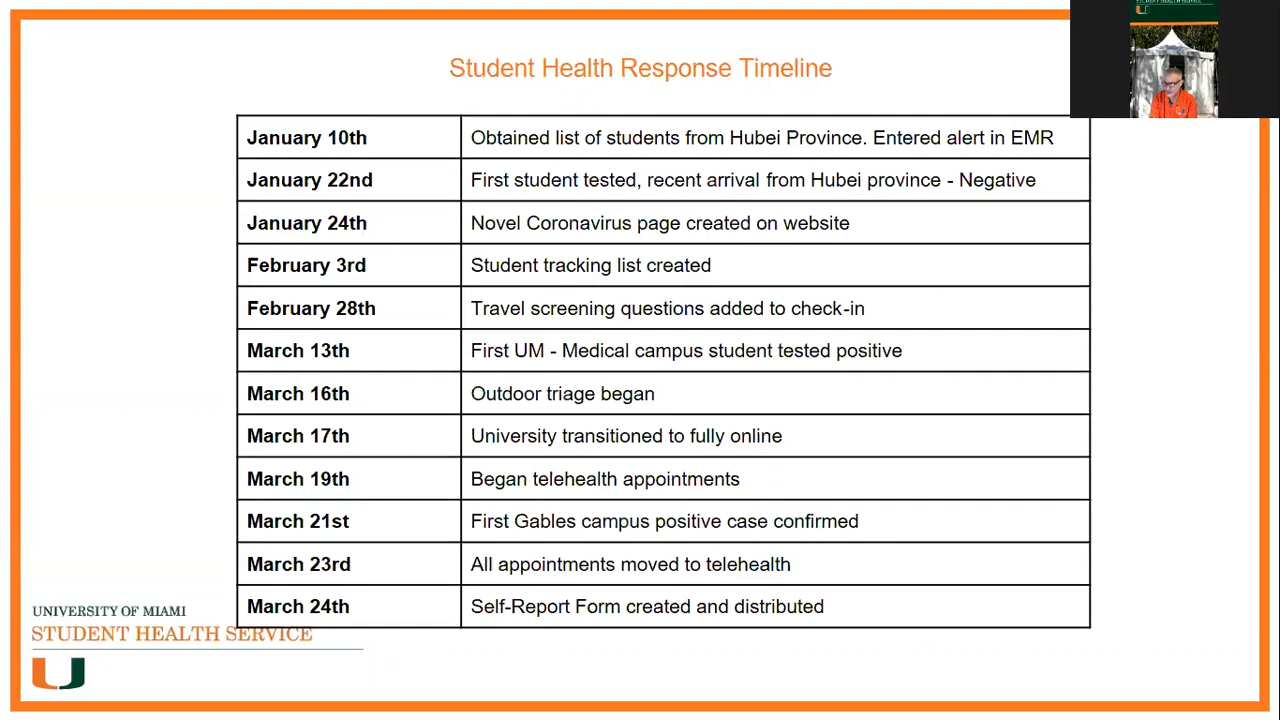 STUDENT HEALTH SERVICE
Student Health Response Timeline
January 10th Obtained list of students from Hubei Province. Entered alert in EMR
January 22nd First student tested, recent arrival from Hubei province - Negative
January 24th Novel Coronavirus page created on website
February 3rd Student tracking list created
February 28th Travel screening questions added to check-in
March 13th First UM - Medical campus student tested positive
March 16th Outdoor triage began
March 17th University transitioned to fully online
March 19th Began telehealth appointments
March 21st First Gables campus positive case confirmed
March 23rd All appointments moved to telehealth
March 24th Self-Report Form created and distributed
UNIVERSITY OF MIAMI
STUDENT HEALTH SERVICE